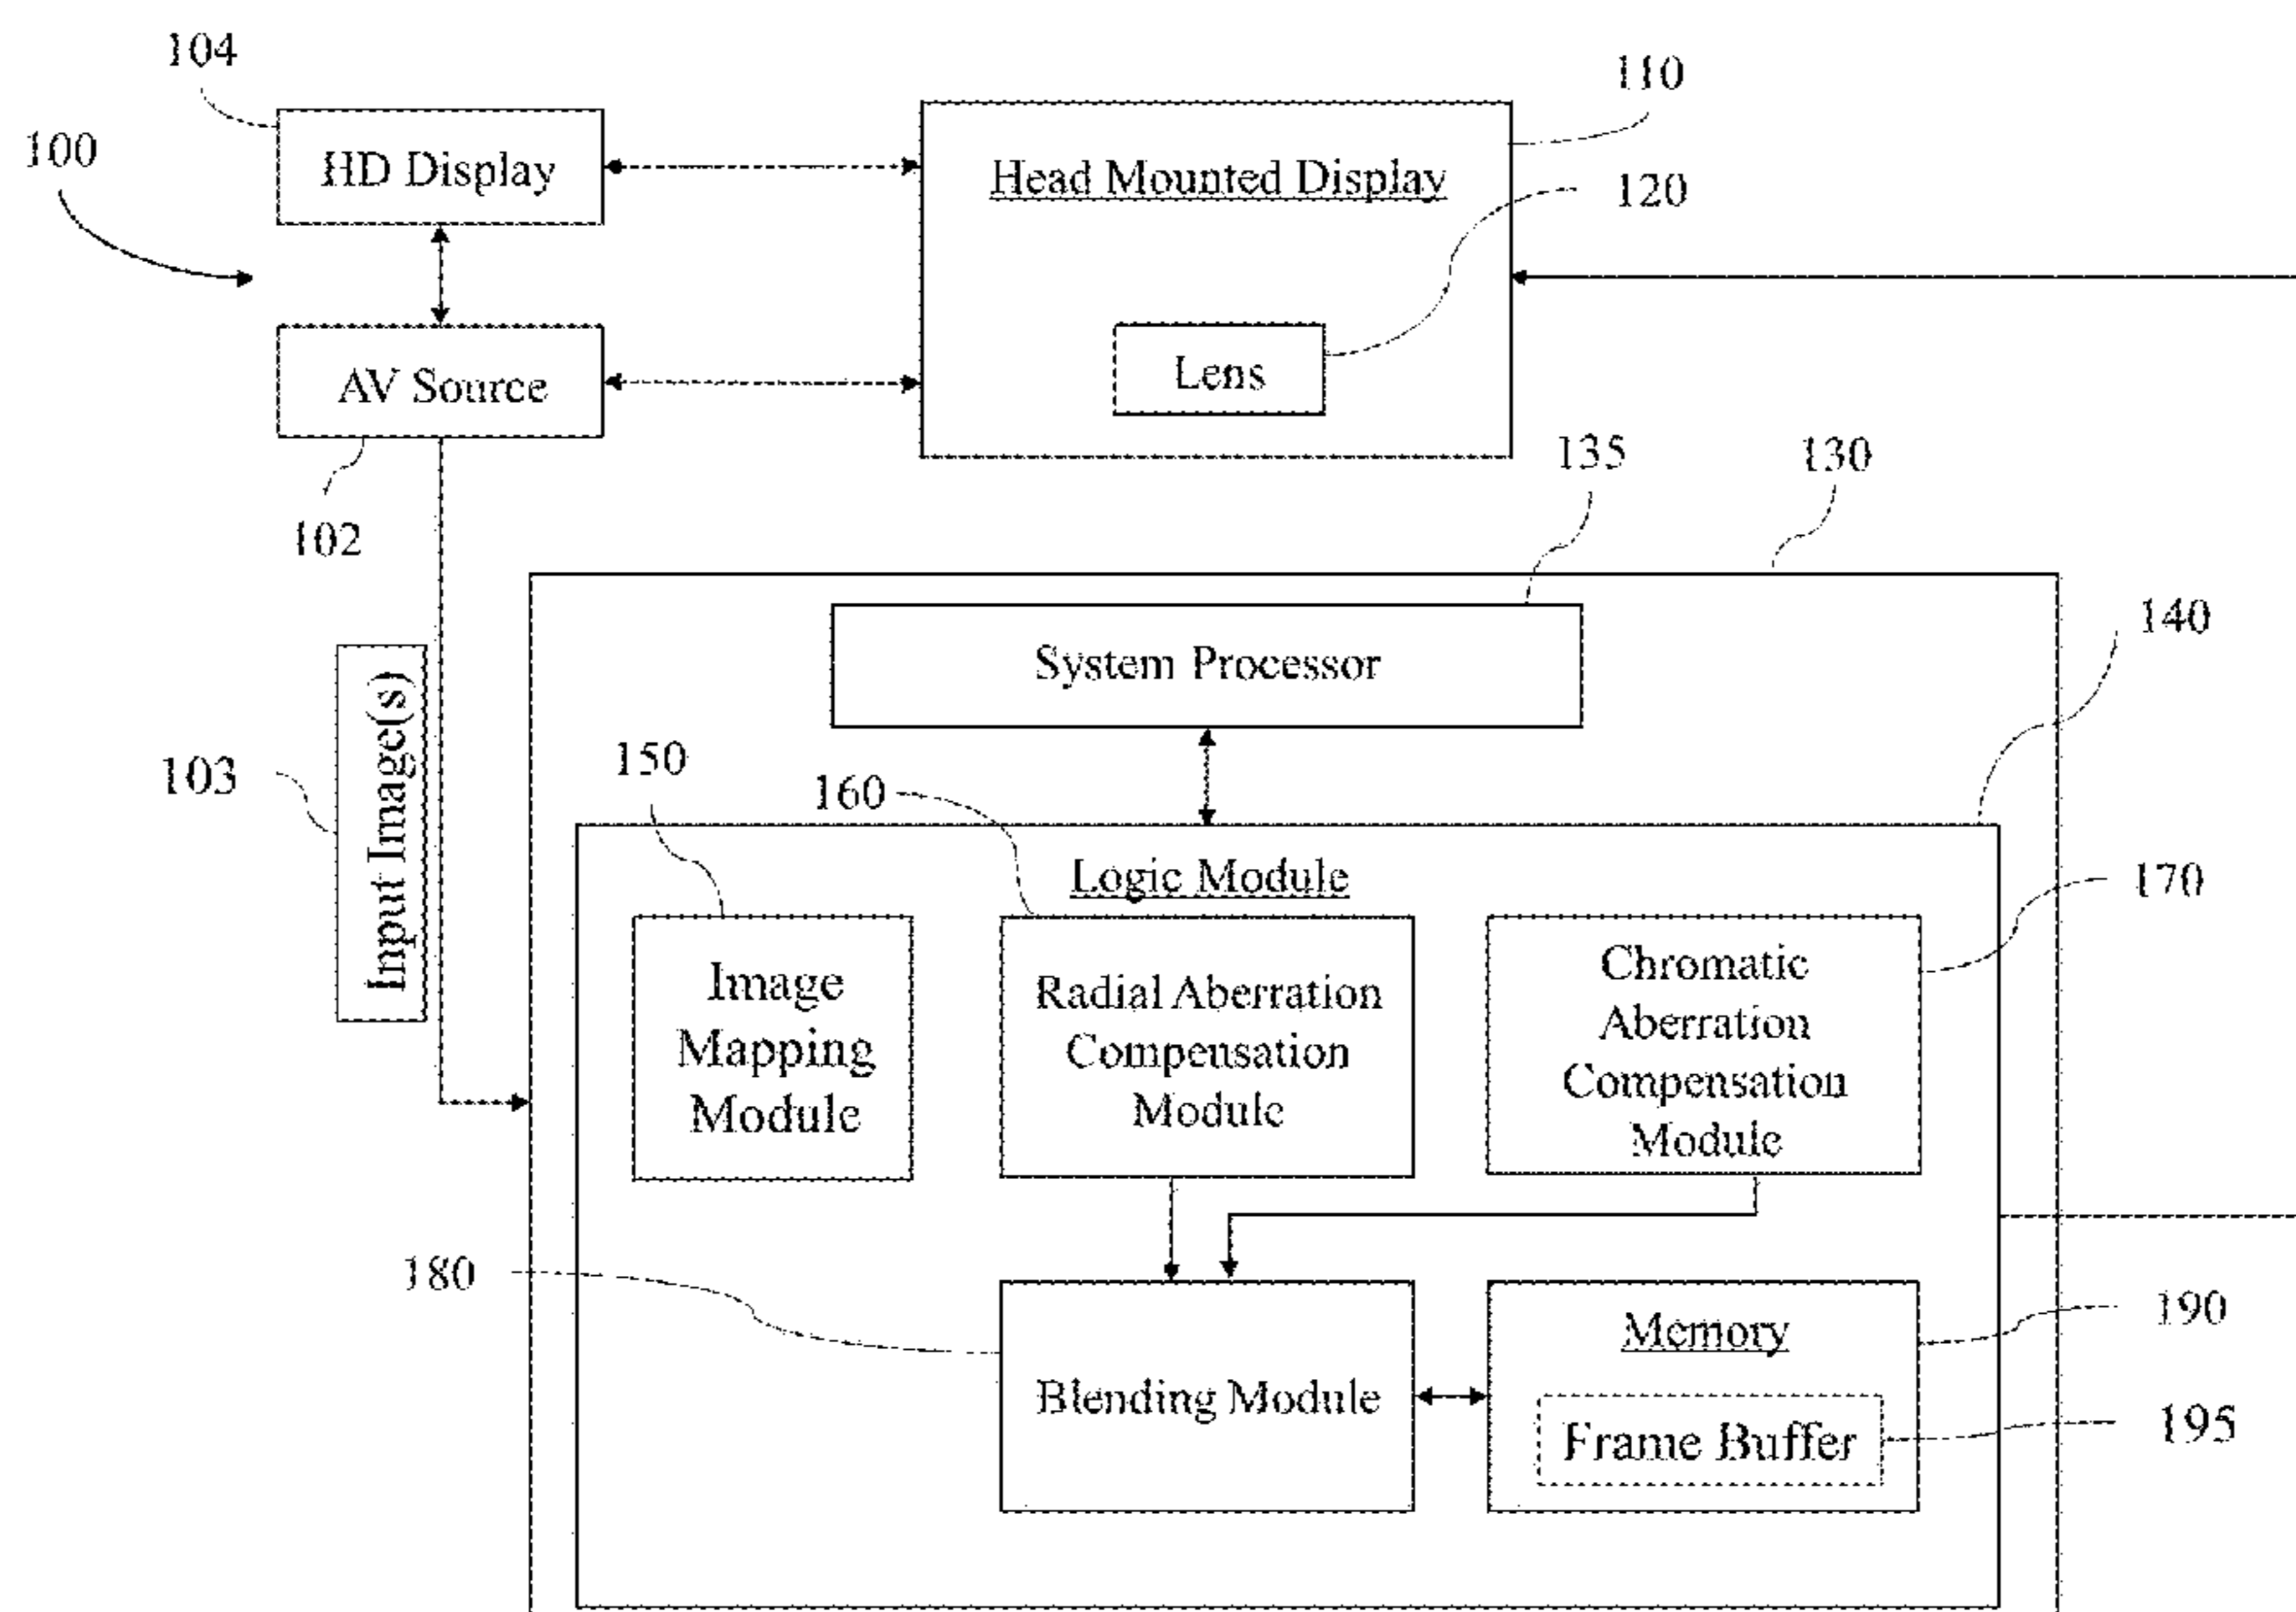 104
100
HD Display
Head Mounted Display
110
120
AV Source
Lens
102
135
130
140
System Processor
Input Image(s)
103
150
160
Logic Module
170
Image
Mapping
Module
Radial Aberration
Compensation
Module
Chromatic
Aberration
Compensation
Module
180
Blending Module
Memory
190
Frame Buffer
195